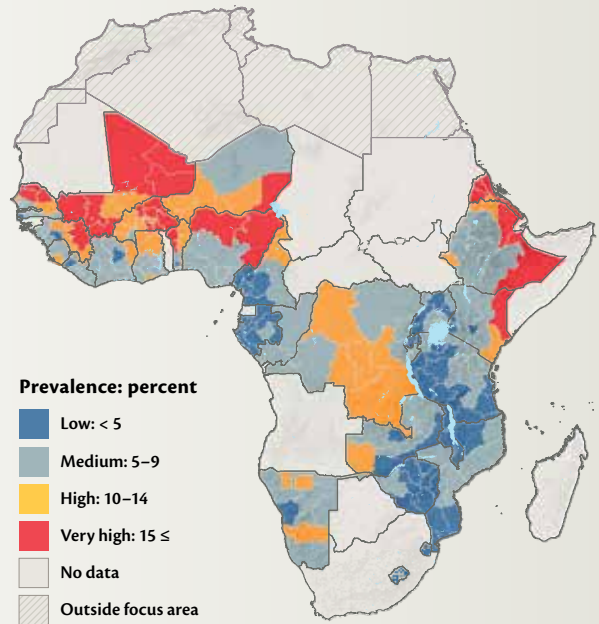 Prevalence: percent
Low: < 5
Medium: 5–9
High: 10–14
Very high: 15 ≤
No data
Outside focus area